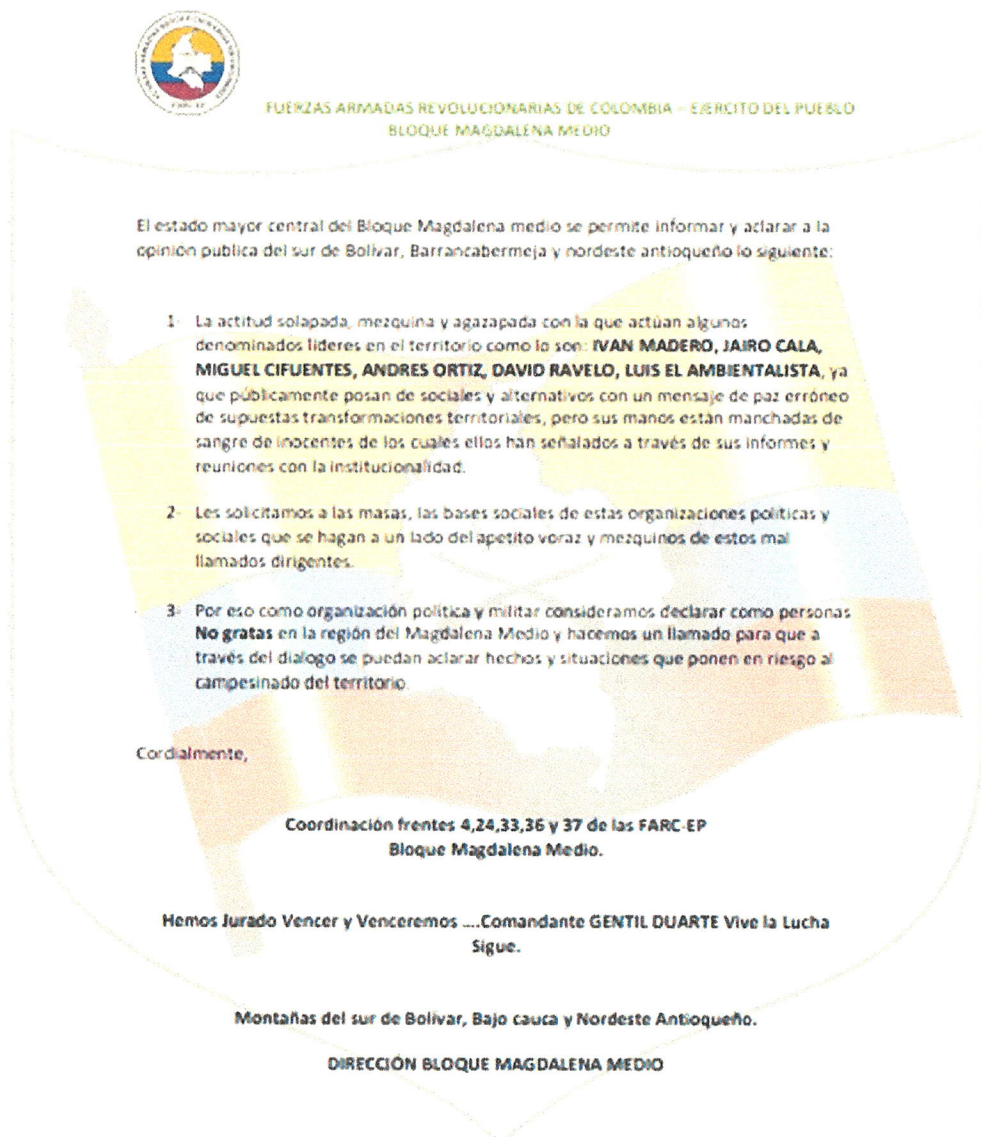 FARC-EP
FUERZAS ARMADAS REVOLUCIONARIAS DE COLOMBIA – EJERCITO DEL PUEBLO
BLOQUE MAGDALENA MEDIO
El estado mayor central del Bloque Magdalena medio se permite informar y aclarar a la
opinión publica del sur de Bolívar, Barrancabermeja y nordeste antioqueño lo siguiente:
1- La actitud solapada, mezquina y agazapada con la que actúan algunos
denominados lideres en el territorio como lo son: IVAN MADERO, JAIRO CALA,
MIGUEL CIFUENTES, ANDRES ORTIZ, DAVID RAVELO, LUIS EL AMBIENTALISTA, ya
que públicamente posan de sociales y alternativos con un mensaje de paz erróneo
de supuestas transformaciones territoriales, pero sus manos están manchadas de
sangre de inocentes de los cuales ellos han señalados a través de sus informes y
reuniones con la institucionalidad.
2- Les solicitamos a las masas, las bases sociales de estas organizaciones políticas y
sociales que se hagan a un lado del apetito voraz y mezquinos de estos mal
llamados dirigentes.
3- Por eso como organización política y militar consideramos declarar como personas
No gratas en la región del Magdalena Medio y hacemos un llamado para que a
través del dialogo se puedan aclarar hechos y situaciones que ponen en riesgo al
campesinado del territorio.
Cordialmente,
Coordinación frentes 4,24,33,36 y 37 de las FARC-EP
Bloque Magdalena Medio.
Hemos Jurado Vencer y Venceremos ....Comandante GENTIL DUARTE Vive la Lucha
Sigue.
Montañas del sur de Bolívar, Bajo cauca y Nordeste Antioqueño.
DIRECCIÓN BLOQUE MAGDALENA MEDIO